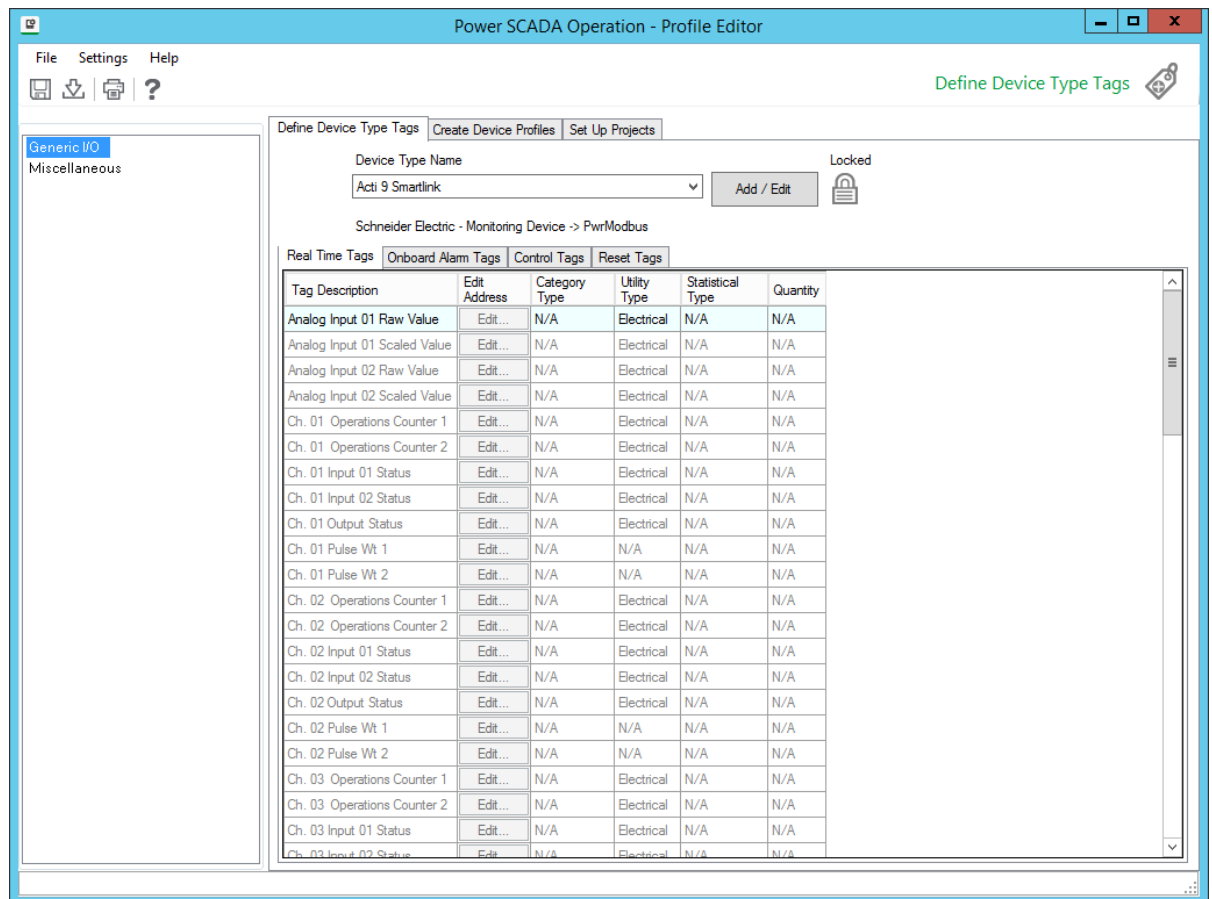 Power SCADA Operation - Profile Editor
File Settings Help
Define Device Type Tags
Generic I/O
Miscellaneous
Define Device Type Tags Create Device Profiles Set Up Projects
Device Type Name Locked
Acti 9 Smartlink Add / Edit
Schneider Electric - Monitoring Device -> PwrModbus
Real Time Tags Onboard Alarm Tags Control Tags Reset Tags
Tag Description Edit Address Category Type Utility Type Statistical Type Quantity
Analog Input 01 Raw Value Edit... N/A Electrical N/A N/A
Analog Input 01 Scaled Value Edit... N/A Electrical N/A N/A
Analog Input 02 Raw Value Edit... N/A Electrical N/A N/A
Analog Input 02 Scaled Value Edit... N/A Electrical N/A N/A
Ch. 01 Operations Counter 1 Edit... N/A Electrical N/A N/A
Ch. 01 Operations Counter 2 Edit... N/A Electrical N/A N/A
Ch. 01 Input 01 Status Edit... N/A Electrical N/A N/A
Ch. 01 Input 02 Status Edit... N/A Electrical N/A N/A
Ch. 01 Output Status Edit... N/A Electrical N/A N/A
Ch. 01 Pulse Wt 1 Edit... N/A N/A N/A N/A
Ch. 01 Pulse Wt 2 Edit... N/A N/A N/A N/A
Ch. 02 Operations Counter 1 Edit... N/A Electrical N/A N/A
Ch. 02 Operations Counter 2 Edit... N/A Electrical N/A N/A
Ch. 02 Input 01 Status Edit... N/A Electrical N/A N/A
Ch. 02 Input 02 Status Edit... N/A Electrical N/A N/A
Ch. 02 Output Status Edit... N/A Electrical N/A N/A
Ch. 02 Pulse Wt 1 Edit... N/A N/A N/A N/A
Ch. 02 Pulse Wt 2 Edit... N/A N/A N/A N/A
Ch. 03 Operations Counter 1 Edit... N/A Electrical N/A N/A
Ch. 03 Operations Counter 2 Edit... N/A Electrical N/A N/A
Ch. 03 Input 01 Status Edit... N/A Electrical N/A N/A
Ch. 03 Input 02 Status Edit... N/A Electrical N/A N/A